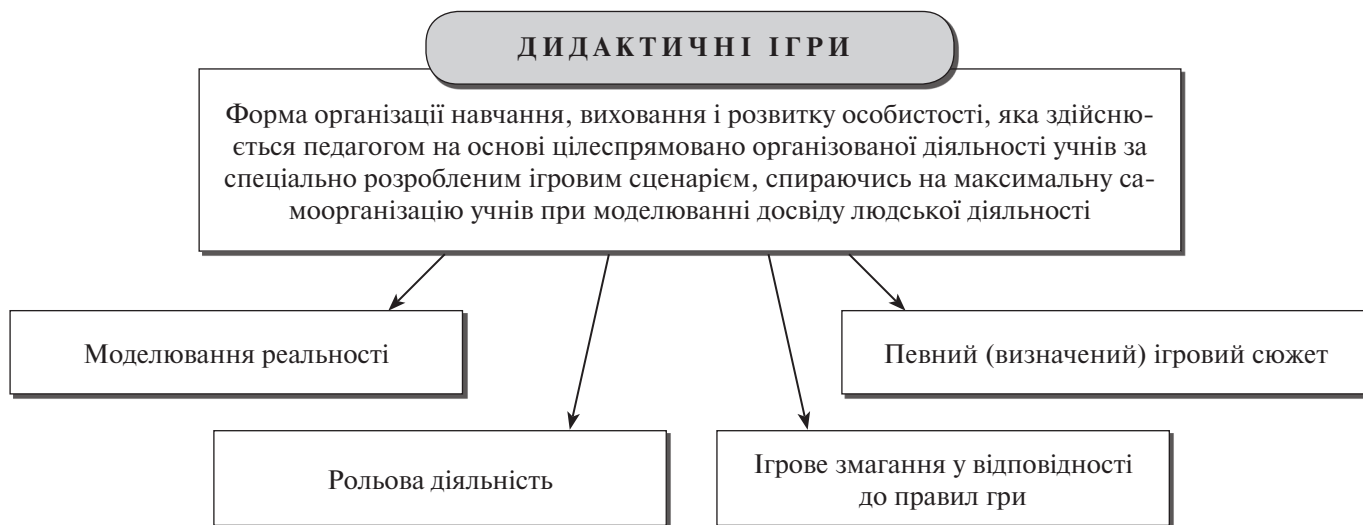 ДИДАКТИЧНІ ІГРИ
Форма організації навчання, виховання і розвитку особистості, яка здійсню-
ється педагогом на основі цілеспрямовано організованої діяльності учнів за
спеціально розробленим ігровим сценарієм, спираючись на максимальну са-
моорганізацію учнів при моделюванні досвіду людської діяльності
Моделювання реальності
Певний (визначений) ігровий сюжет
Рольова діяльність
Ігрове змагання у відповідності
до правил гри